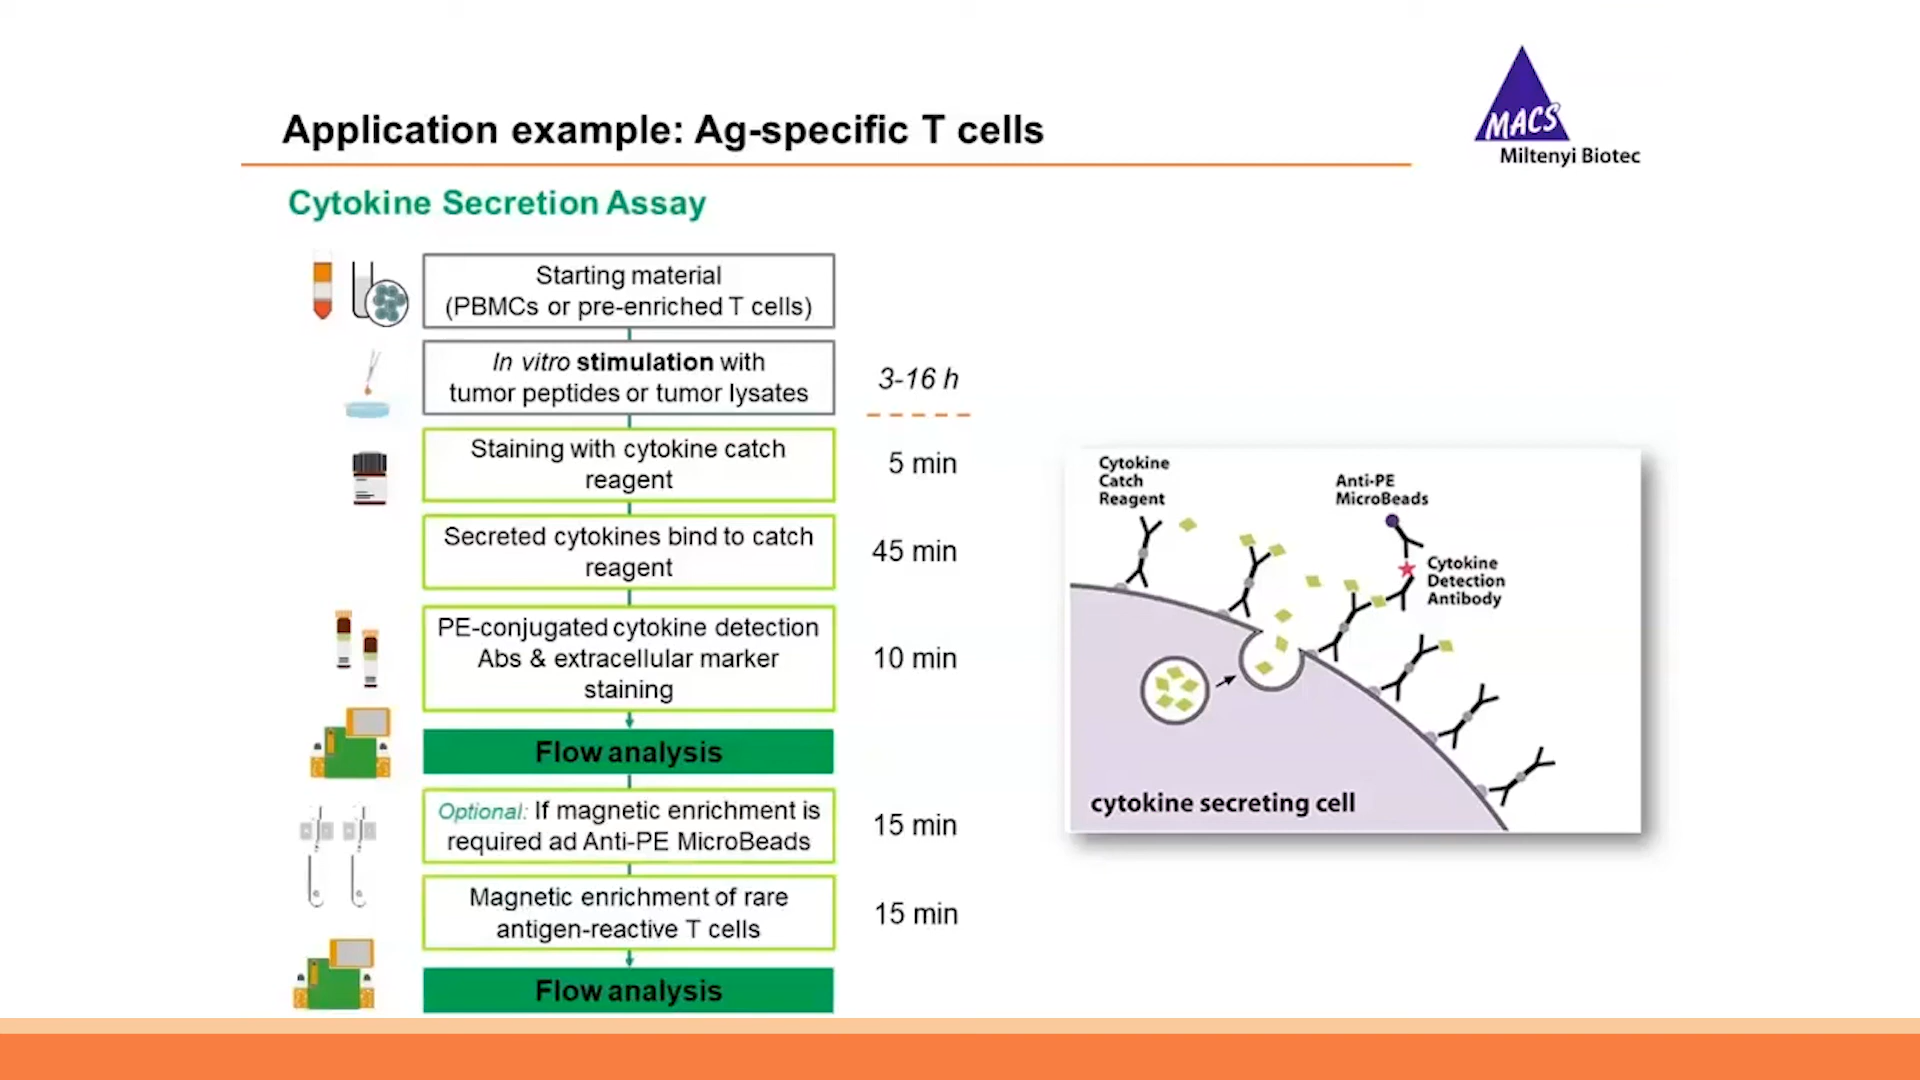 MACS
Miltenyi Biotec
Application example: Ag-specific T cells
Cytokine Secretion Assay
Starting material
(PBMCs or pre-enriched T cells)
In vitro stimulation with
tumor peptides or tumor lysates
3-16 h
Staining with cytokine catch
reagent
5 min
Secreted cytokines bind to catch
reagent
45 min
PE-conjugated cytokine detection
Abs & extracellular marker
staining
10 min
Flow analysis
Optional: If magnetic enrichment is
required ad Anti-PE MicroBeads
15 min
Magnetic enrichment of rare
antigen-reactive T cells
15 min
Flow analysis
Cytokine
Catch
Reagent
Anti-PE
MicroBeads
Cytokine
Detection
Antibody
cytokine secreting cell